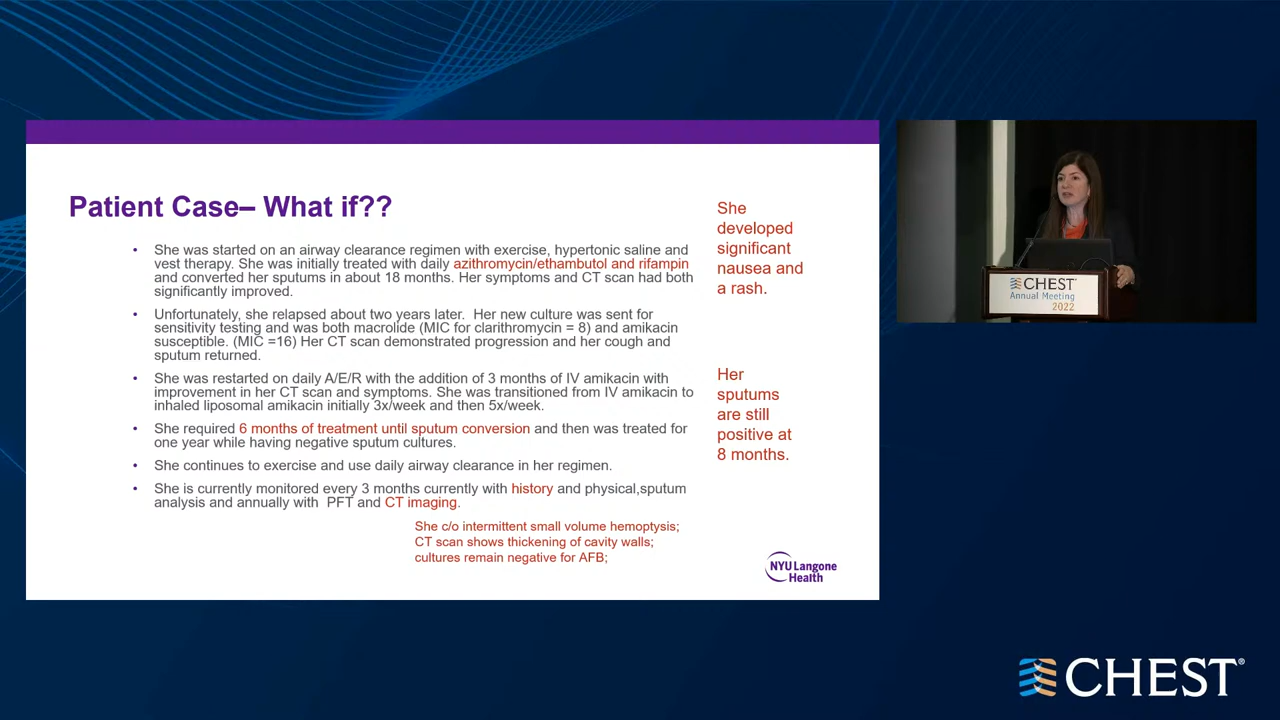 Patient Case– What if??
• She was started on an airway clearance regimen with exercise, hypertonic saline and
vest therapy. She was initially treated with daily azithromycin/ethambutol and rifampin
and converted her sputums in about 18 months. Her symptoms and CT scan had both
significantly improved.
• Unfortunately, she relapsed about two years later. Her new culture was sent for
sensitivity testing and was both macrolide (MIC for clarithromycin = 8) and amikacin
susceptible. (MIC =16) Her CT scan demonstrated progression and her cough and
sputum returned.
• She was restarted on daily A/E/R with the addition of 3 months of IV amikacin with
improvement in her CT scan and symptoms. She was transitioned from IV amikacin to
inhaled liposomal amikacin initially 3x/week and then 5x/week.
• She required 6 months of treatment until sputum conversion and then was treated for
one year while having negative sputum cultures.
• She continues to exercise and use daily airway clearance in her regimen.
• She is currently monitored every 3 months currently with history and physical,sputum
analysis and annually with PFT and CT imaging.
She c/o intermittent small volume hemoptysis;
CT scan shows thickening of cavity walls;
cultures remain negative for AFB;
She
developed
significant
nausea and
a rash.
Her
sputums
are still
positive at
8 months.
NYU Langone
Health
CHEST
Annual Meeting
2022
CHEST®